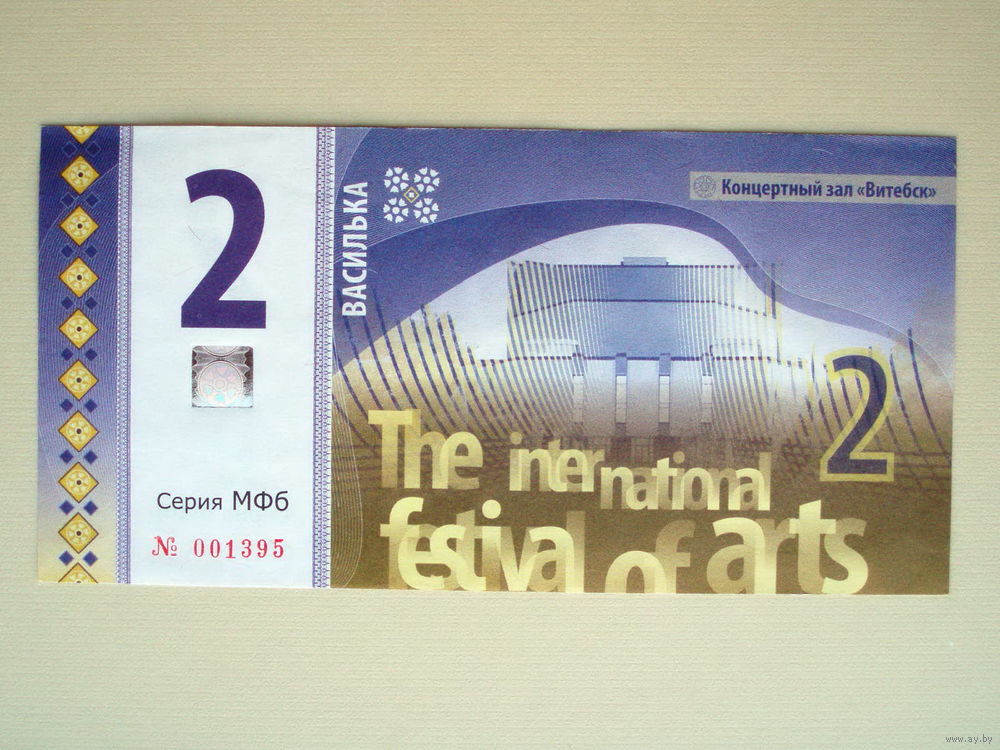 2
Серия МФб
№ 001395
ВАСИЛЬКА
Концертный зал «Витебск»
2
The international
festival of arts
www.ay.by